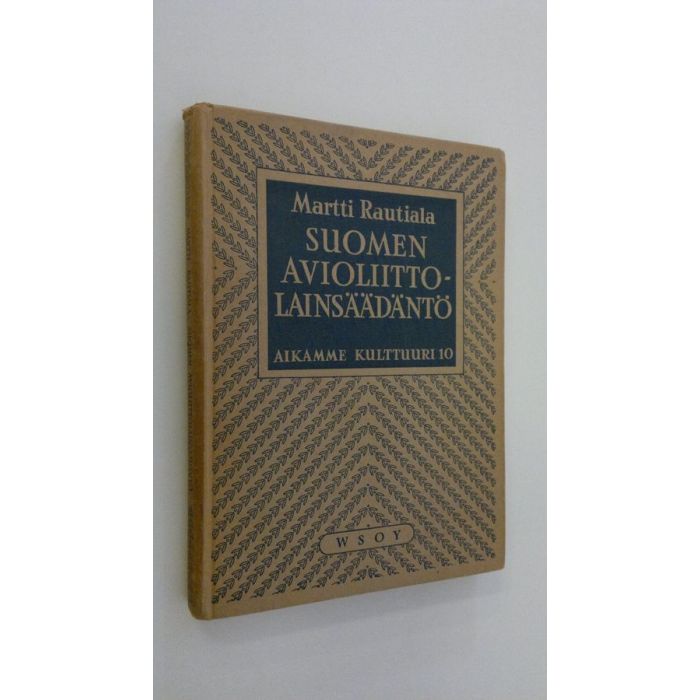 Martti Rautiala
SUOMEN
AVIOLIITTO-
LAINSÄÄDÄNTÖ
AIKAMME KULTTUURI 10
WSOY